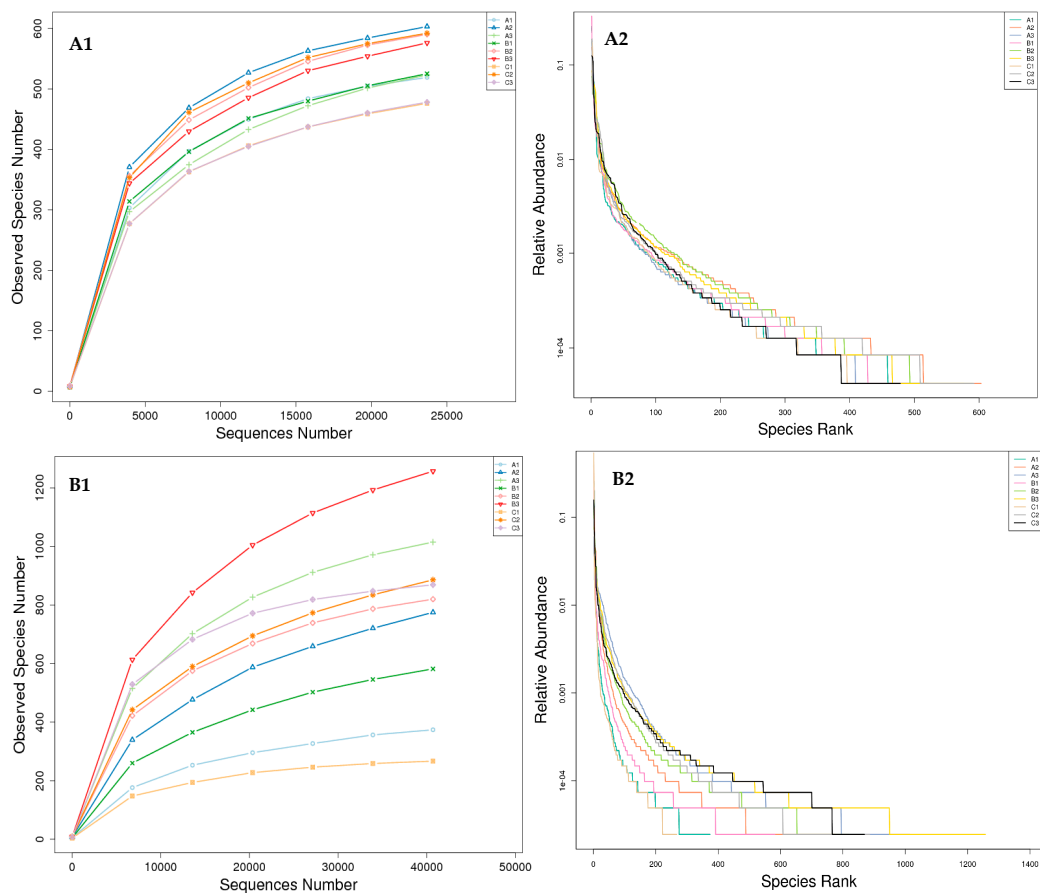 A1
Observed Species Number
600
500
400
300
200
100
0
0 5000 10000 15000 20000 25000
Sequences Number
A1
A2
A3
B1
B2
B3
C1
C2
C3
A2
Relative Abundance
0.1
0.01
0.001
1e-04
0 100 200 300 400 500 600
Species Rank
A1
A2
A3
B1
B2
B3
C1
C2
C3
B1
Observed Species Number
1200
1000
800
600
400
200
0
0 10000 20000 30000 40000 50000
Sequences Number
A1
A2
A3
B1
B2
B3
C1
C2
C3
B2
Relative Abundance
0.1
0.01
0.001
1e-04
0 200 400 600 800 1000 1200 1400
Species Rank
A1
A2
A3
B1
B2
B3
C1
C2
C3